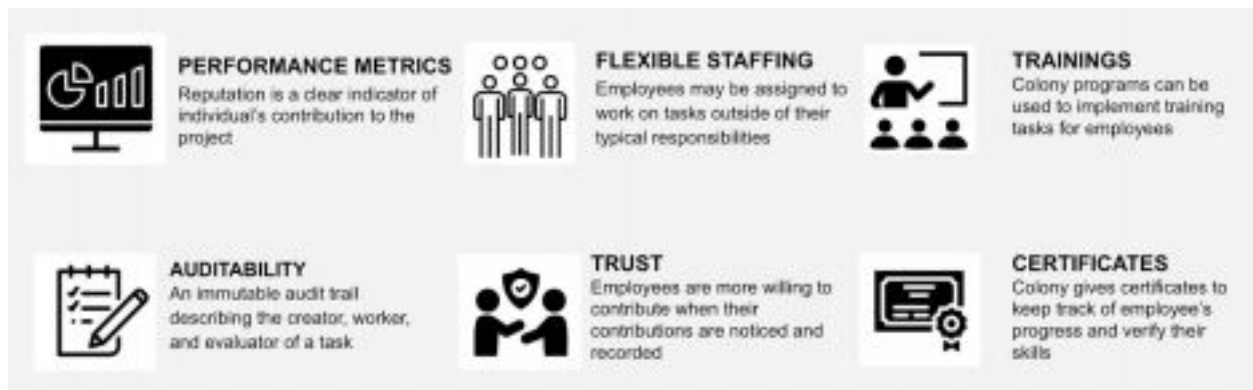 PERFORMANCE METRICS
Reputation is a clear indicator of
individual's contribution to the
project
FLEXIBLE STAFFING
Employees may be assigned to
work on tasks outside of their
typical responsibilities
TRAININGS
Colony programs can be
used to implement training
tasks for employees
AUDITABILITY
An immutable audit trail
describing the creator, worker,
and evaluator of a task
TRUST
Employees are more willing to
contribute when their
contributions are noticed and
recorded
CERTIFICATES
Colony gives certificates to
keep track of employee's
progress and verify their
skills